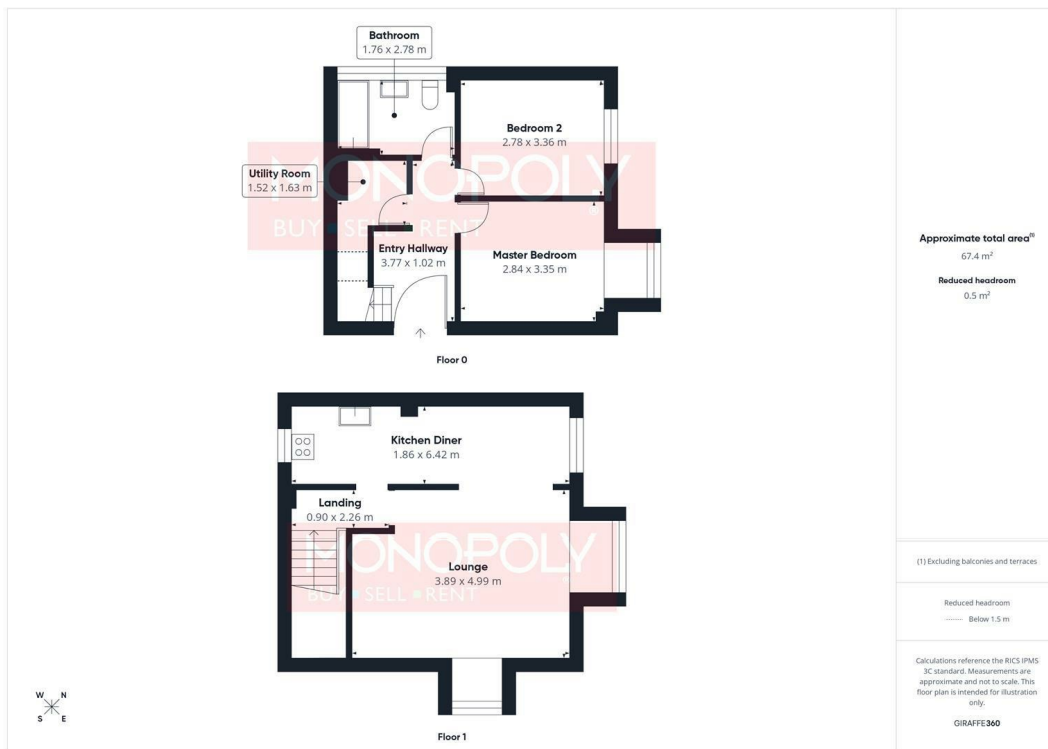 Bathroom
1.76 x 2.78 m
Bedroom 2
2.78 x 3.36 m
MONOPOLY
BUY SELL RENT
®
Utility Room
1.52 x 1.63 m
Entry Hallway
3.77 x 1.02 m
Master Bedroom
2.84 x 3.35 m
Floor 0
Kitchen Diner
1.86 x 6.42 m
Landing
0.90 x 2.26 m
MONOPOLY
BUY SELL RENT
Lounge
3.89 x 4.99 m
Floor 1
W N
S E
Approximate total area(1)
67.4 m²
Reduced headroom
0.5 m²
(1) Excluding balconies and terraces
Reduced headroom
Below 1.5 m
Calculations reference the RICS IPMS
3C standard. Measurements are
approximate and not to scale. This
floor plan is intended for illustration
only.
GIRAFFE360